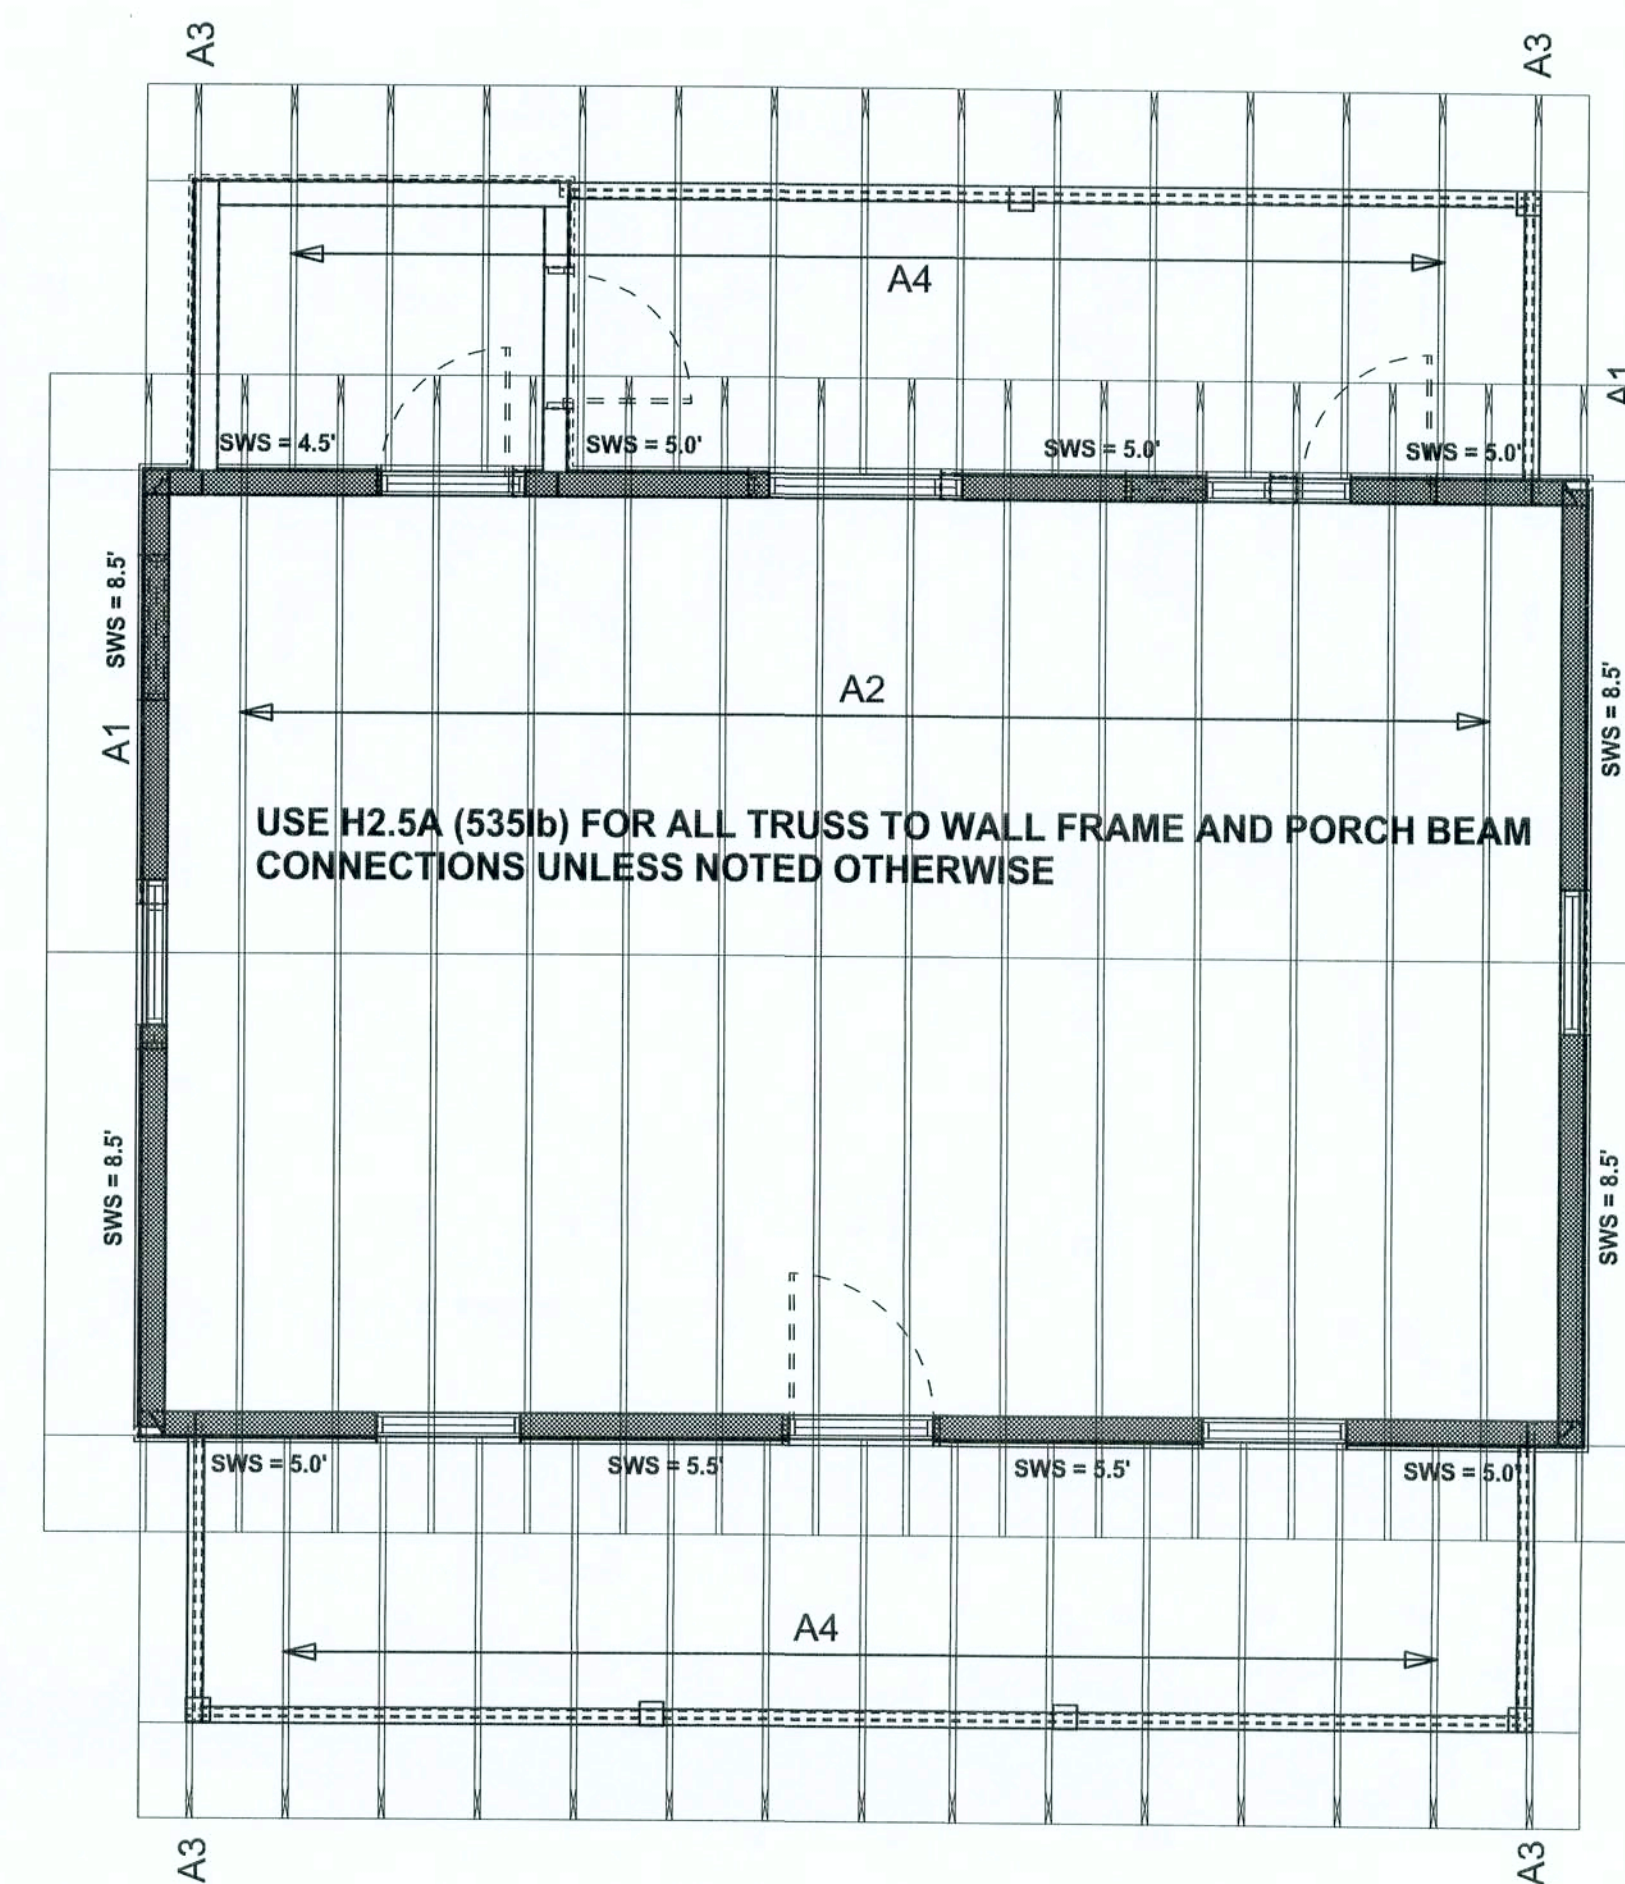 A3
A3
A4
A1
SWS = 4.5'
SWS = 5.0'
SWS = 5.0'
SWS = 5.0'
SWS = 8.5'
SWS = 8.5'
A2
A1
USE H2.5A (535lb) FOR ALL TRUSS TO WALL FRAME AND PORCH BEAM
CONNECTIONS UNLESS NOTED OTHERWISE
SWS = 8.5'
SWS = 8.5'
SWS = 5.0'
SWS = 5.5'
SWS = 5.5'
SWS = 5.0'
A4
A3
A3